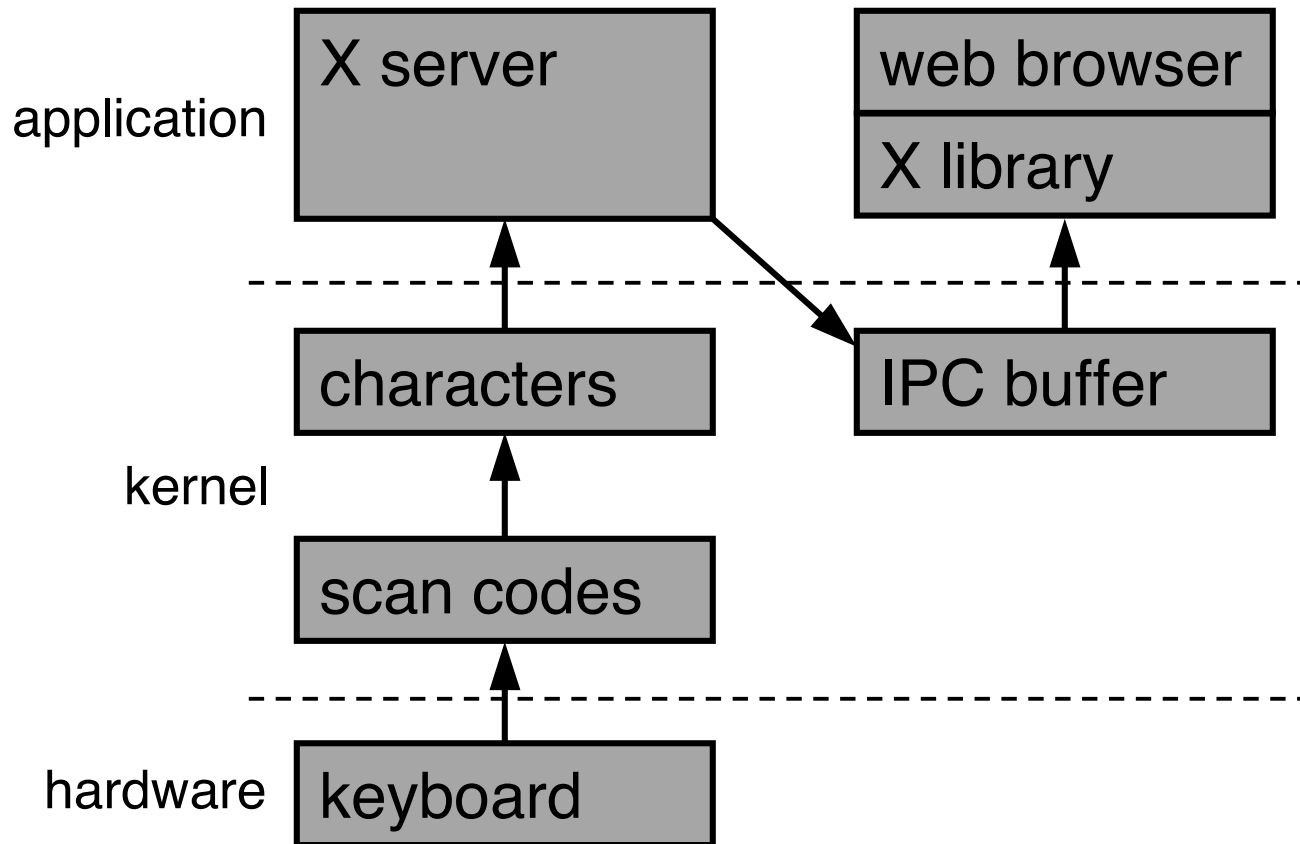 X server
web browser
application
X library
characters
IPC buffer
kernel
scan codes
hardware
keyboard